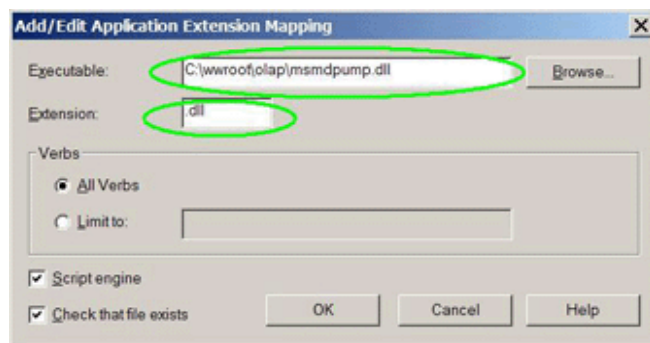 Add/Edit Application Extension Mapping
Executable:
C:\wwroof\olap\msmdpump.dll
Browse...
Extension:
.dll
Verbs
All Verbs
Limit to:
Script engine
Check that file exists
OK
Cancel
Help